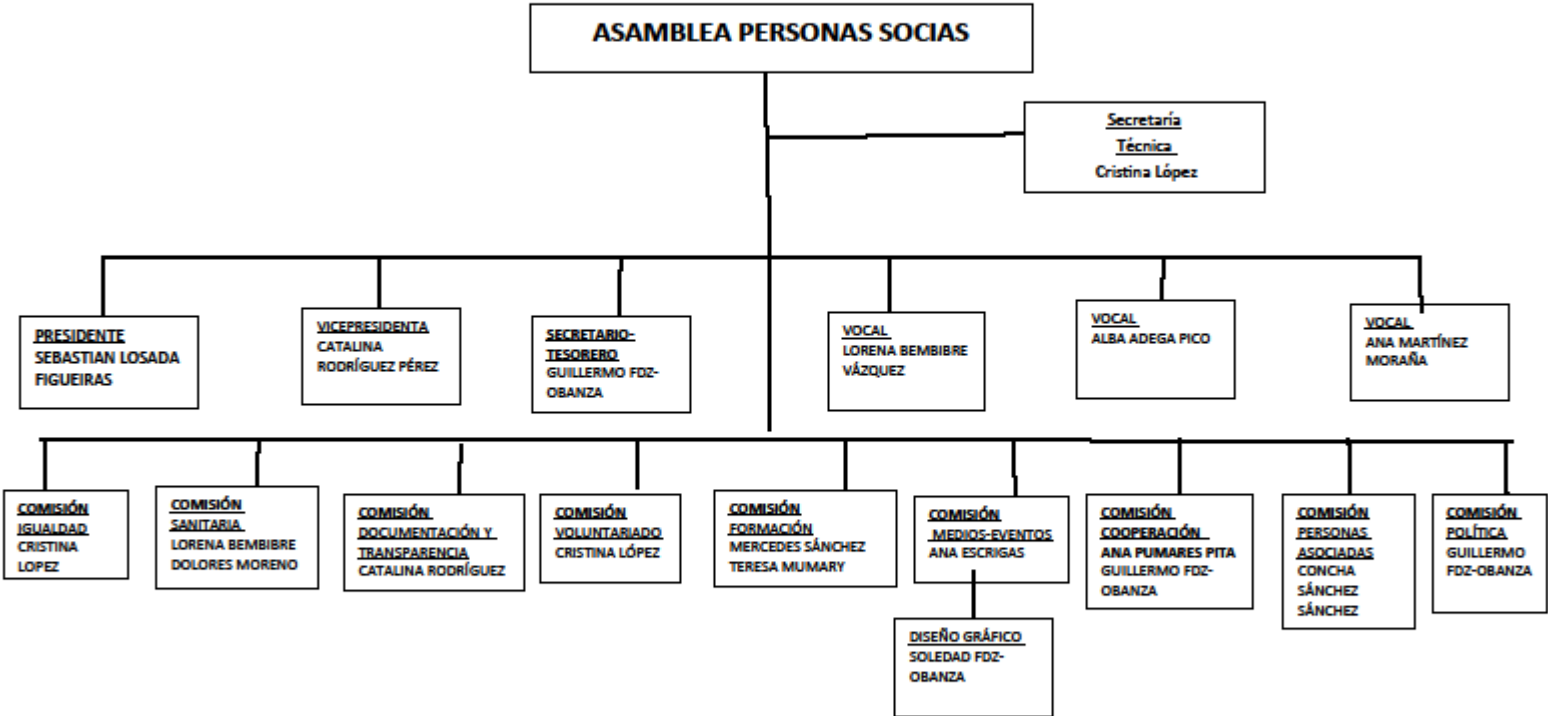 ASAMBLEA PERSONAS SOCIAS
Secretaría
Técnica
Cristina López
PRESIDENTE
SEBASTIAN LOSADA
FIGUEIRAS
VICEPRESIDENTA
CATALINA
RODRÍGUEZ PÉREZ
SECRETARIO-
TESORERO
GUILLERMO FDZ-
OBANZA
VOCAL
LORENA BEMBIBRE
VÁZQUEZ
VOCAL
ALBA ADEGA PICO
VOCAL
ANA MARTÍNEZ
MORAÑA
COMISIÓN
IGUALDAD
CRISTINA
LOPEZ
COMISIÓN
SANITARIA
LORENA BEMBIBRE
DOLORES MORENO
COMISIÓN
DOCUMENTACIÓN Y
TRANSPARENCIA
CATALINA RODRÍGUEZ
COMISIÓN
VOLUNTARIADO
CRISTINA LÓPEZ
COMISIÓN
FORMACIÓN
MERCEDES SÁNCHEZ
TERESA MUMARY
COMISIÓN
MEDIOS-EVENTOS
ANA ESCRIGAS
COMISIÓN
COOPERACIÓN
ANA PUMARES PITA
GUILLERMO FDZ-
OBANZA
COMISIÓN
PERSONAS
ASOCIADAS
CONCHA
SÁNCHEZ
SÁNCHEZ
COMISIÓN
POLÍTICA
GUILLERMO
FDZ-OBANZA
DISEÑO GRÁFICO
SOLEDAD FDZ-
OBANZA